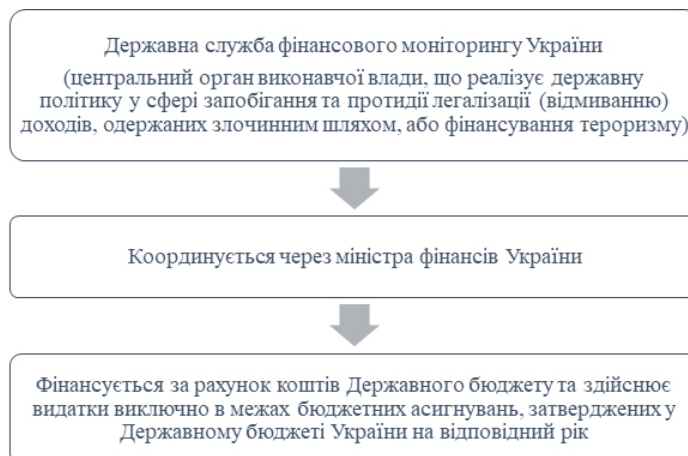 Державна служба фінансового моніторингу України
(центральний орган виконавчої влади, що реалізує державну
політику у сфері запобігання та протидії легалізації (відмиванню)
доходів, одержаних злочинним шляхом, або фінансування тероризму)
Координується через міністра фінансів України
Фінансується за рахунок коштів Державного бюджету та здійснює
видатки виключно в межах бюджетних асигнувань, затверджених у
Державному бюджеті України на відповідний рік